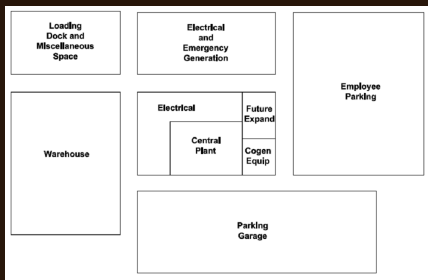 Loading
Dock and
Miscellaneous
Space
Electrical
and
Emergency
Generation
Employee
Parking
Warehouse
Electrical
Future
Expand
Central
Plant
Cogen
Equip
Parking
Garage